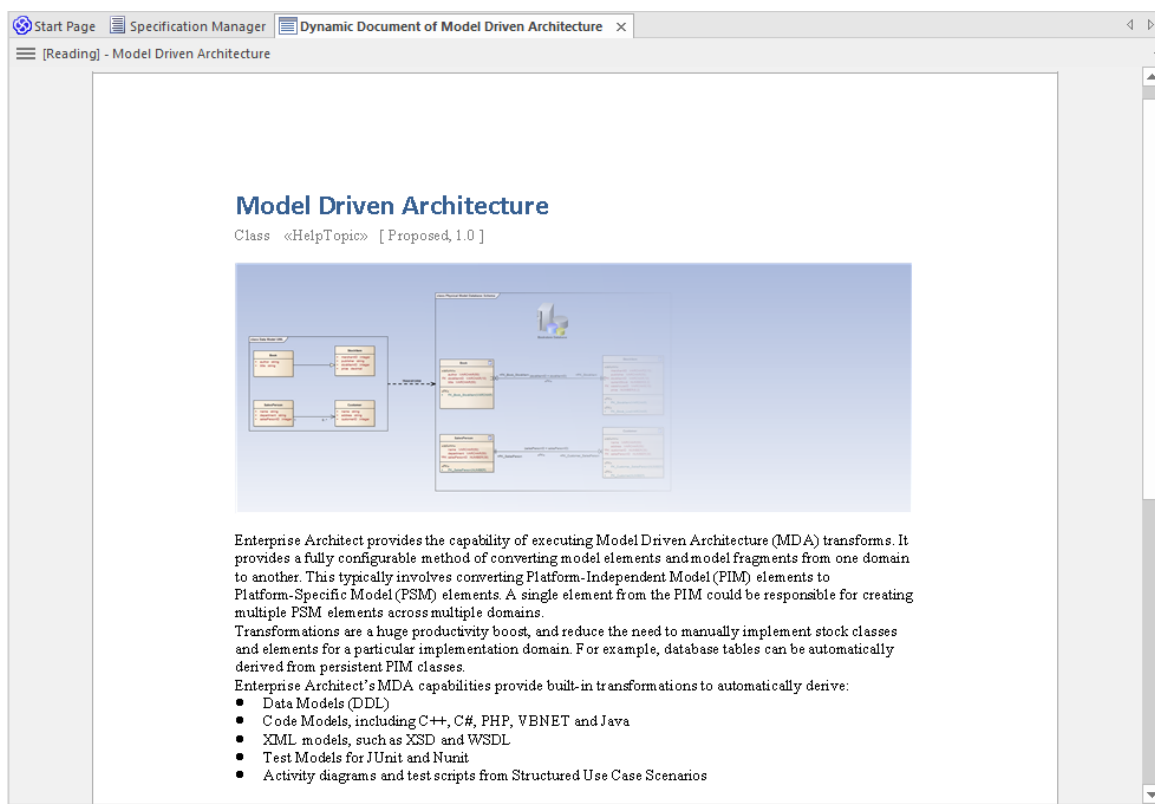 Start Page
Specification Manager
Dynamic Document of Model Driven Architecture
[Reading] - Model Driven Architecture
Model Driven Architecture
Class «HelpTopic» [ Proposed, 1.0 ]
Enterprise Architect provides the capability of executing Model Driven Architecture (MDA) transforms. It
provides a fully configurable method of converting model elements and model fragments from one domain
to another. This typically involves converting Platform-Independent Model (PIM) elements to
Platform-Specific Model (PSM) elements. A single element from the PIM could be responsible for creating
multiple PSM elements across multiple domains.
Transformations are a huge productivity boost, and reduce the need to manually implement stock classes
and elements for a particular implementation domain. For example, database tables can be automatically
derived from persistent PIM classes.
Enterprise Architect's MDA capabilities provide built-in transformations to automatically derive:
● Data Models (DDL)
● Code Models, including C++, C#, PHP, VBNET and Java
● XML models, such as XSD and WSDL
● Test Models for JUnit and Nunit
● Activity diagrams and test scripts from Structured Use Case Scenarios